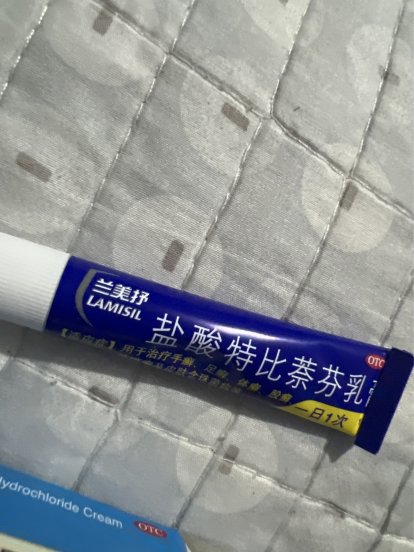 兰美抒
LAMISIL
盐酸特比萘芬乳
OTC
【适应症】用于治疗手癣、足癣、体癣、股癣
一日1次
ydrochloride Cream
OTC